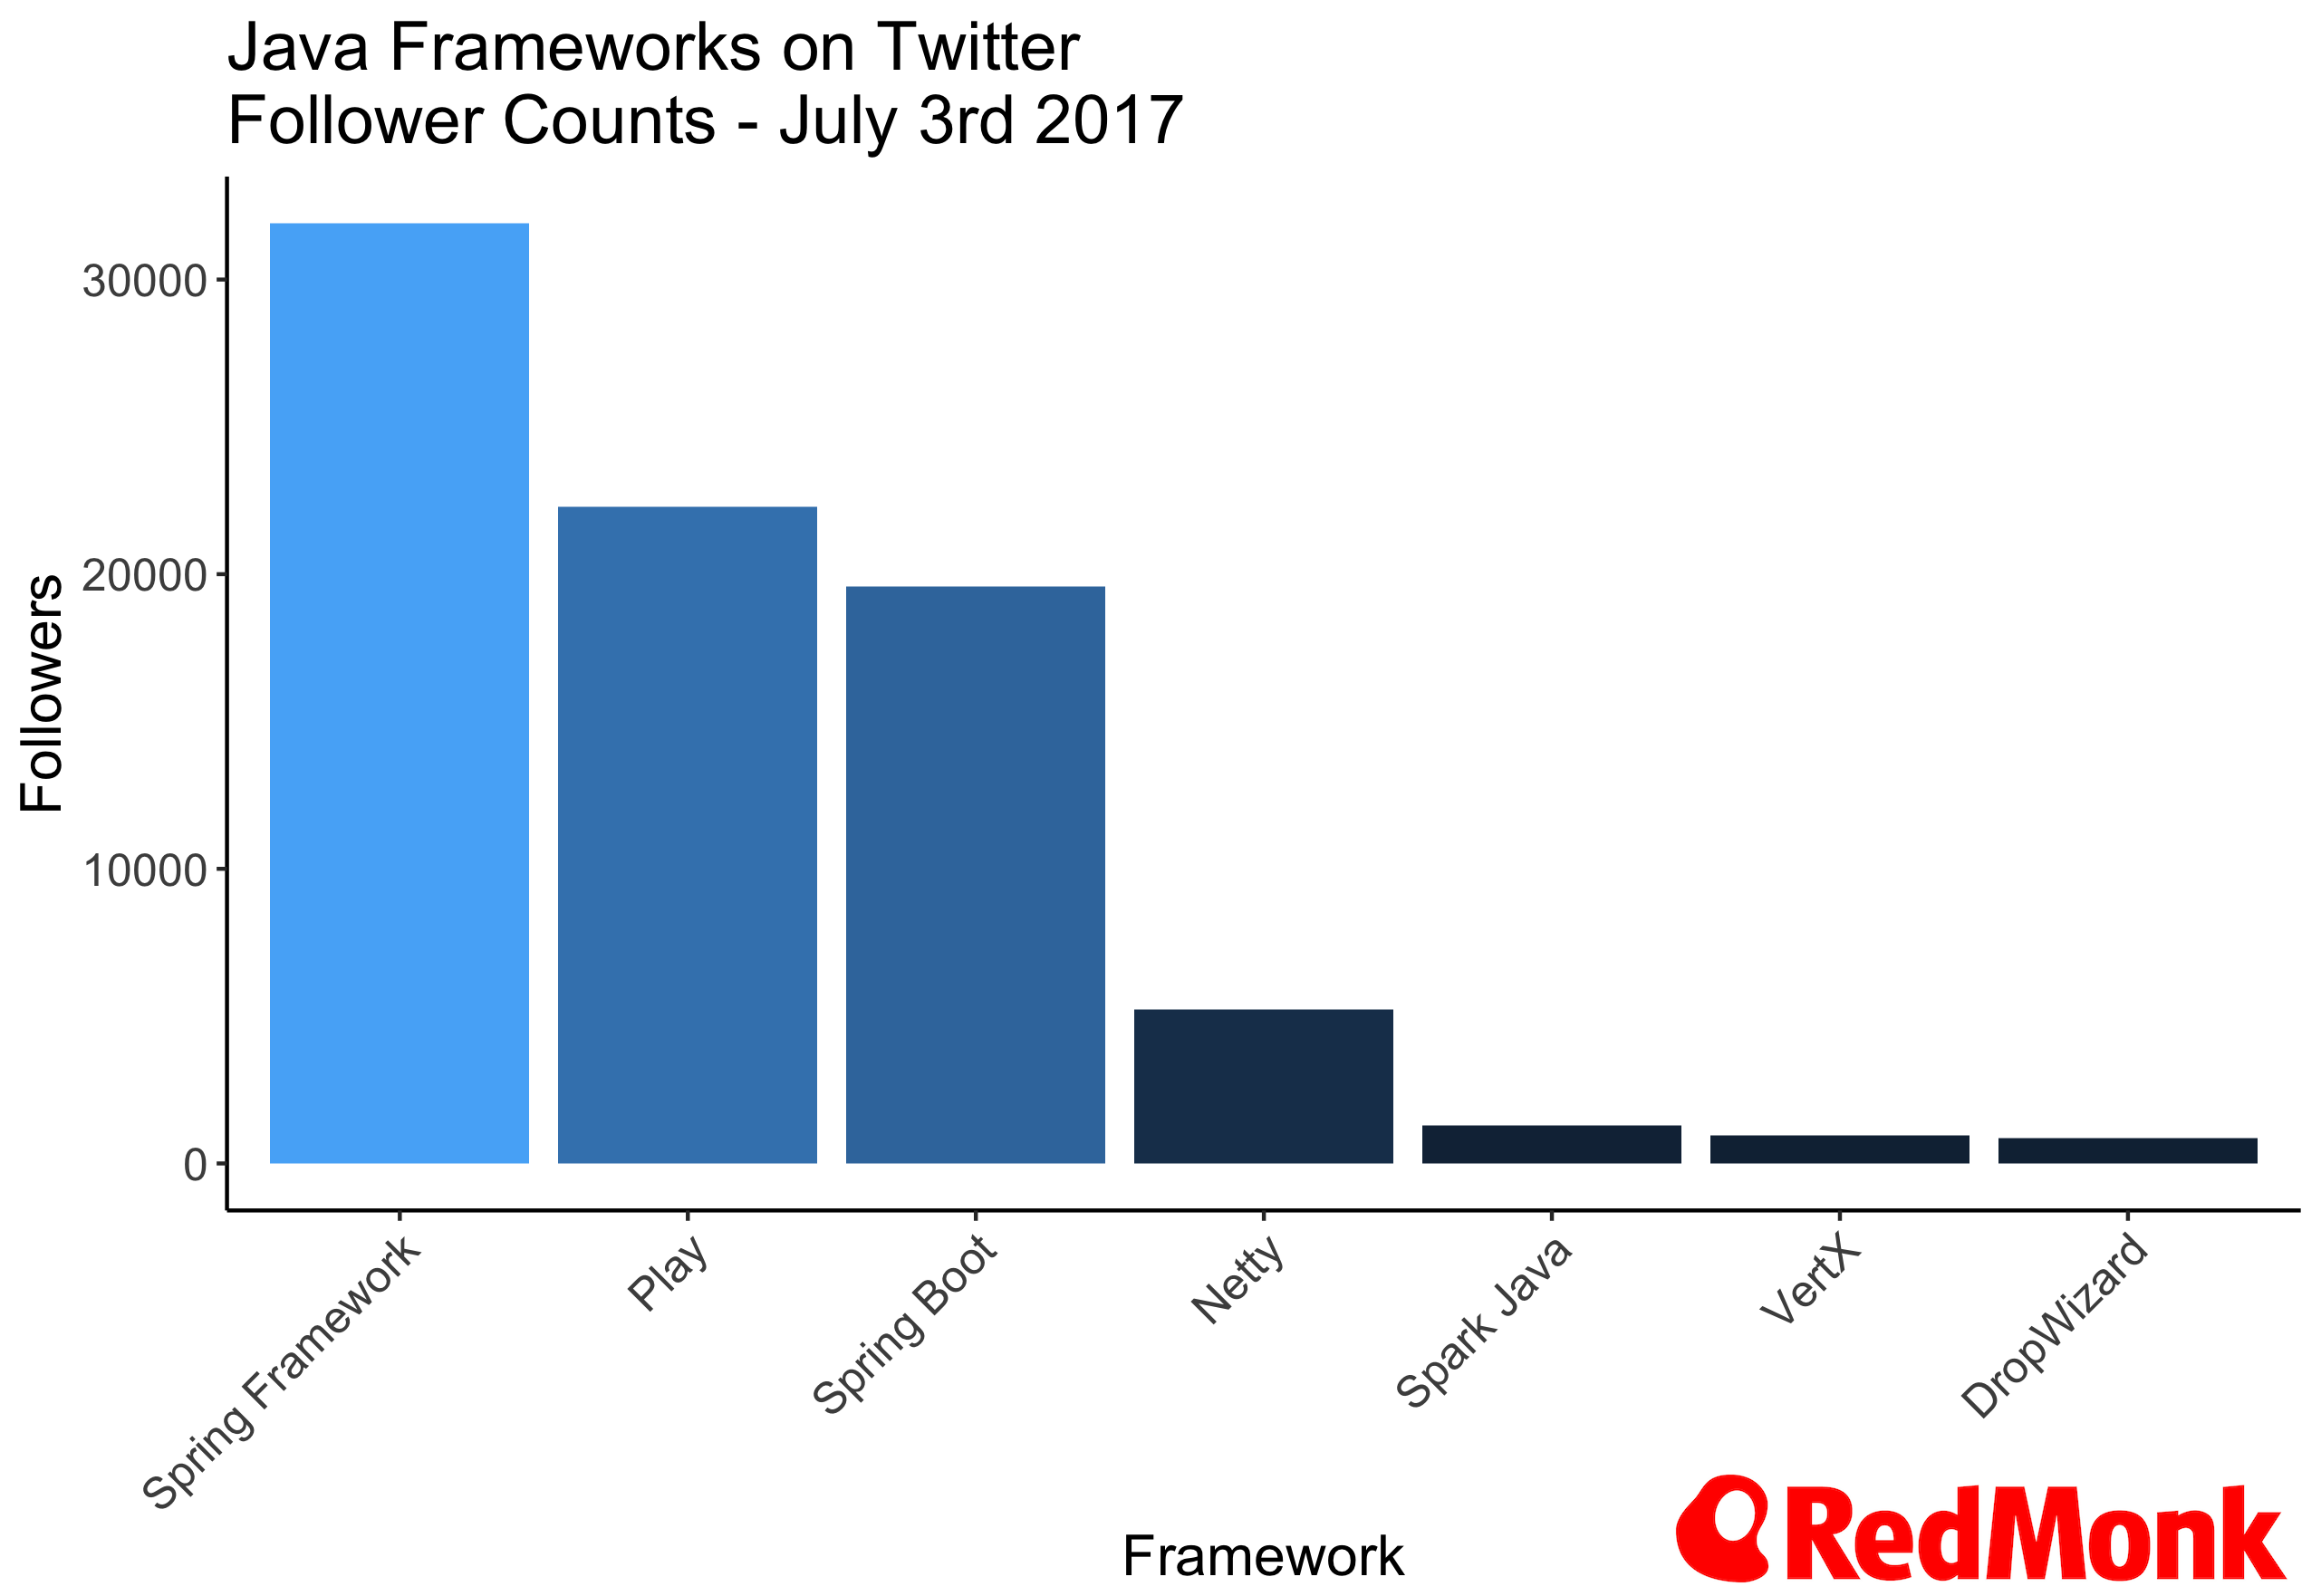 Java Frameworks on Twitter
Follower Counts - July 3rd 2017
Followers
30000
20000
10000
0
Spring Framework
Play
Spring Boot
Netty
Spark Java
VertX
DropWizard
Framework
RedMonk